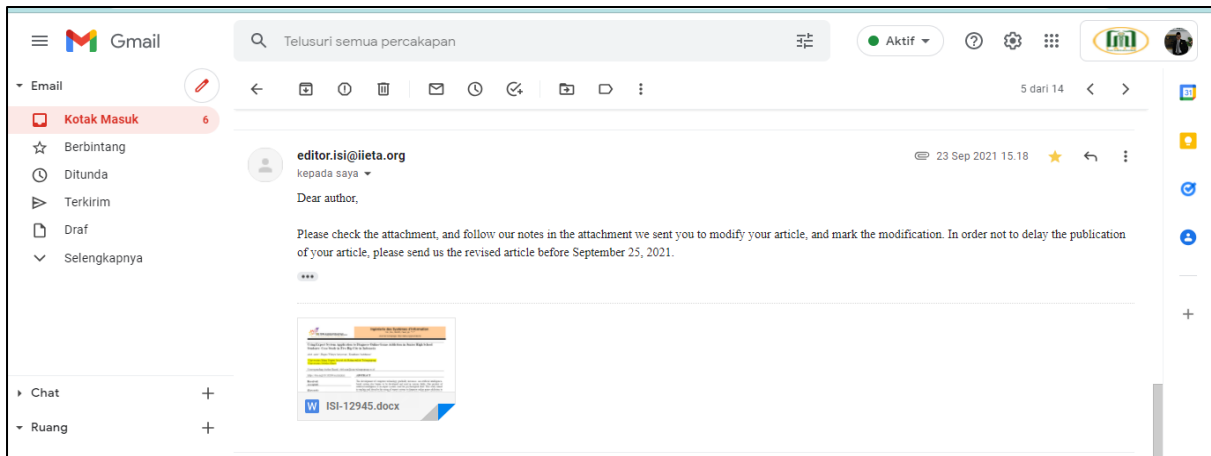 Gmail
Telusuri semua percakapan
Aktif
Email
5 dari 14
31
Kotak Masuk 6
Berbintang
Ditunda
Terkirim
Draf
Selengkapnya
editor.isi@iieta.org
23 Sep 2021 15.18
kepada saya
Dear author,
Please check the attachment, and follow our notes in the attachment we sent you to modify your article, and mark the modification. In order not to delay the publication
of your article, please send us the revised article before September 25, 2021.
W ISI-12945.docx
Chat
Ruang